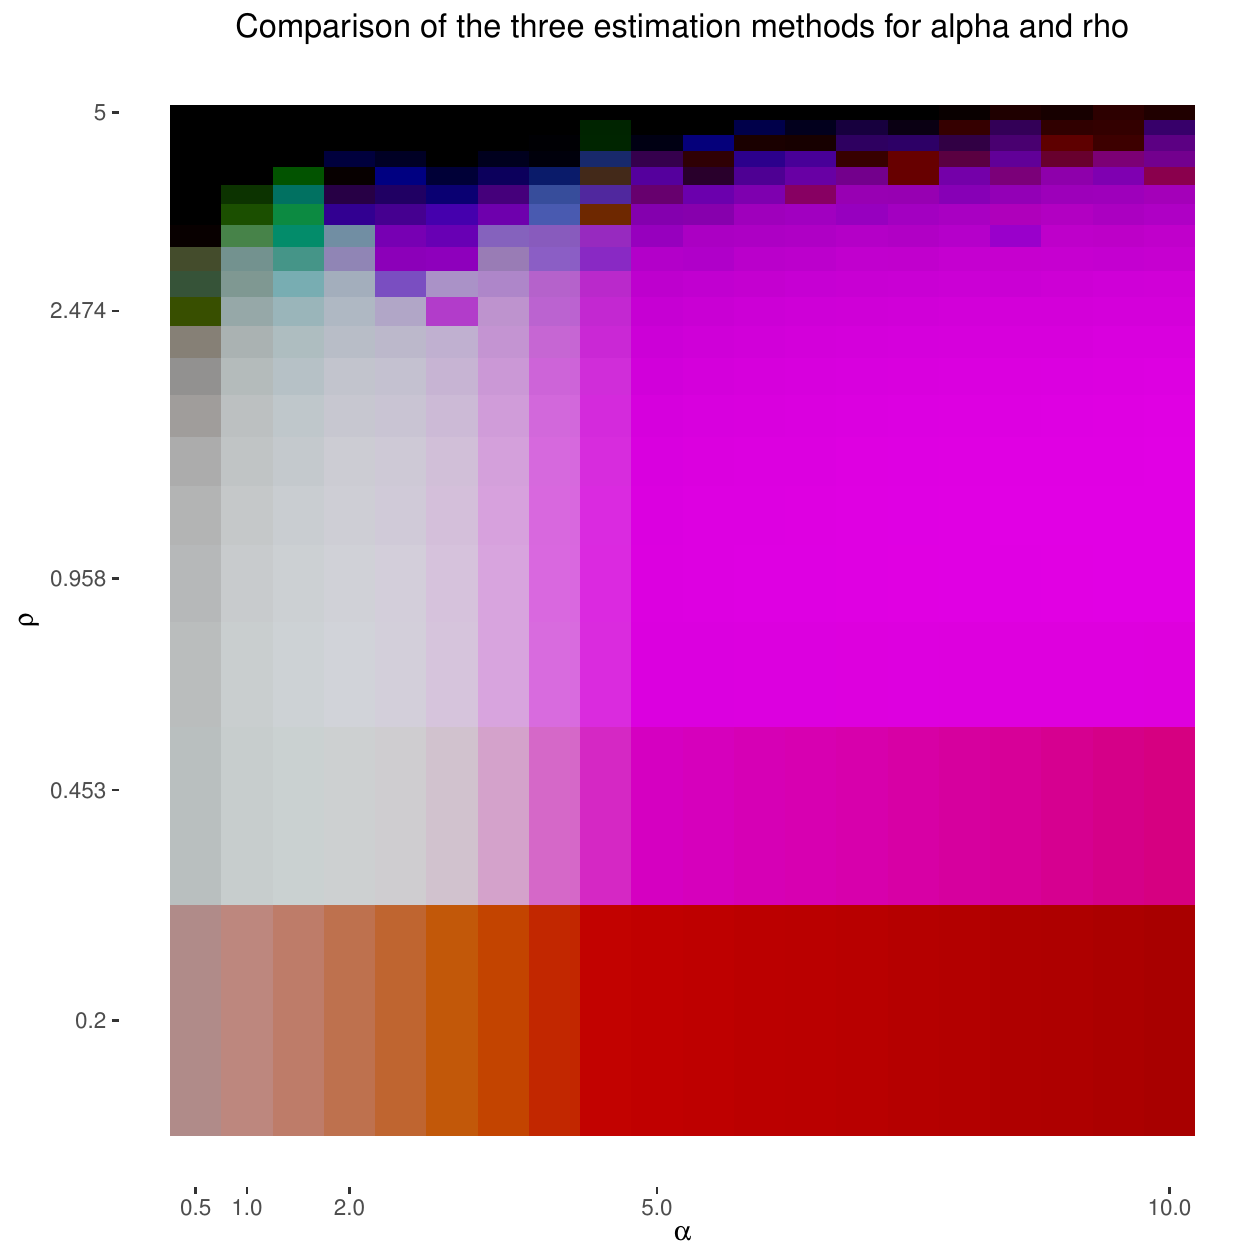 Comparison of the three estimation methods for alpha and rho
5
2.474
0.958
ρ
0.453
0.2
0.5 1.0 2.0 5.0 10.0
α